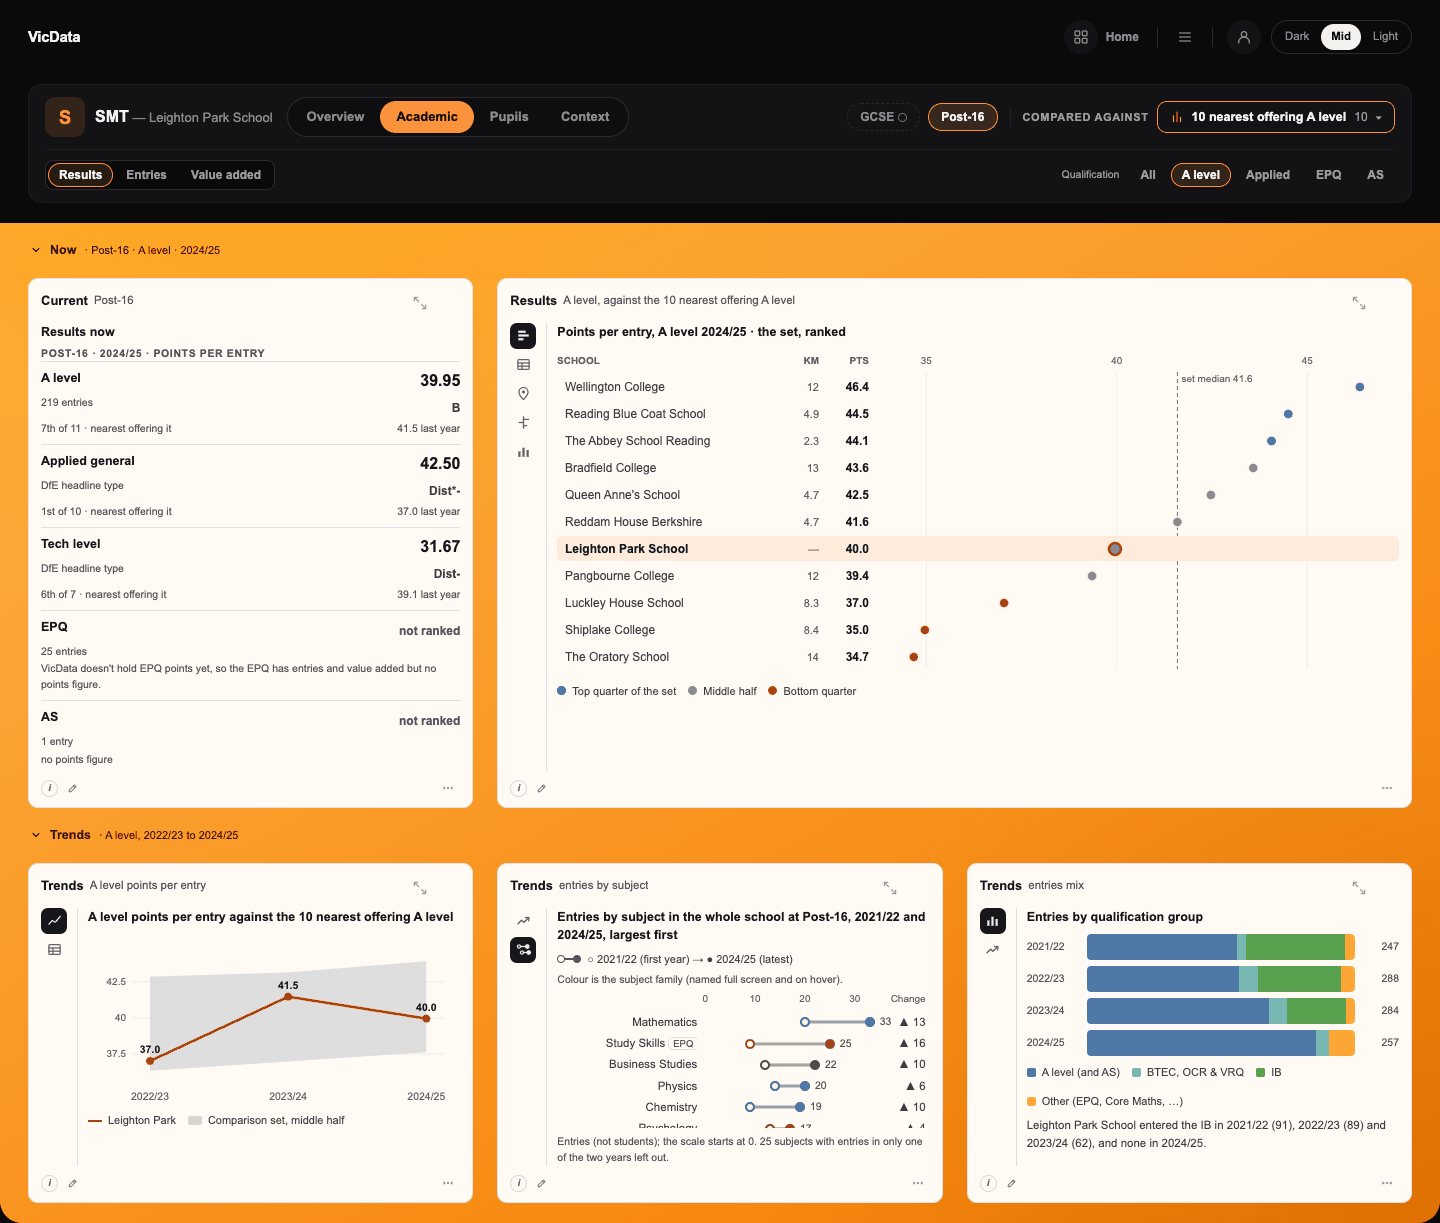 VicData
Home
Dark Mid Light
S SMT — Leighton Park School
Overview Academic Pupils Context
GCSE Post-16 COMPARED AGAINST 10 nearest offering A level 10
Results Entries Value added
Qualification All A level Applied EPQ AS
Now · Post-16 · A level · 2024/25
Current Post-16
Results now
POST-16 · 2024/25 · POINTS PER ENTRY
A level 39.95
219 entries B
7th of 11 · nearest offering it 41.5 last year
Applied general 42.50
DfE headline type Dist*-
1st of 10 · nearest offering it 37.0 last year
Tech level 31.67
DfE headline type Dist-
6th of 7 · nearest offering it 39.1 last year
EPQ not ranked
25 entries
VicData doesn't hold EPQ points yet, so the EPQ has entries and value added but no
points figure.
AS not ranked
1 entry
no points figure
i
Results A level, against the 10 nearest offering A level
Points per entry, A level 2024/25 · the set, ranked
SCHOOL KM PTS 35 40 45
set median 41.6
Wellington College 12 46.4
Reading Blue Coat School 4.9 44.5
The Abbey School Reading 2.3 44.1
Bradfield College 13 43.6
Queen Anne's School 4.7 42.5
Reddam House Berkshire 4.7 41.6
Leighton Park School — 40.0
Pangbourne College 12 39.4
Luckley House School 8.3 37.0
Shiplake College 8.4 35.0
The Oratory School 14 34.7
Top quarter of the set Middle half Bottom quarter
i
Trends · A level, 2022/23 to 2024/25
Trends A level points per entry
A level points per entry against the 10 nearest offering A level
42.5
40
37.5
37.0
41.5
40.0
2022/23 2023/24 2024/25
Leighton Park Comparison set, middle half
i
Trends entries by subject
Entries by subject in the whole school at Post-16, 2021/22 and
2024/25, largest first
○ 2021/22 (first year) → ● 2024/25 (latest)
Colour is the subject family (named full screen and on hover).
0 10 20 30 Change
Mathematics 33 ▲ 13
Study Skills EPQ 25 ▲ 16
Business Studies 22 ▲ 10
Physics 20 ▲ 6
Chemistry 19 ▲ 10
Psychology 17 ▲ 4
Entries (not students); the scale starts at 0. 25 subjects with entries in only one
of the two years left out.
i
Trends entries mix
Entries by qualification group
2021/22 247
2022/23 288
2023/24 284
2024/25 257
A level (and AS) BTEC, OCR & VRQ IB
Other (EPQ, Core Maths, …)
Leighton Park School entered the IB in 2021/22 (91), 2022/23 (89) and
2023/24 (62), and none in 2024/25.
i